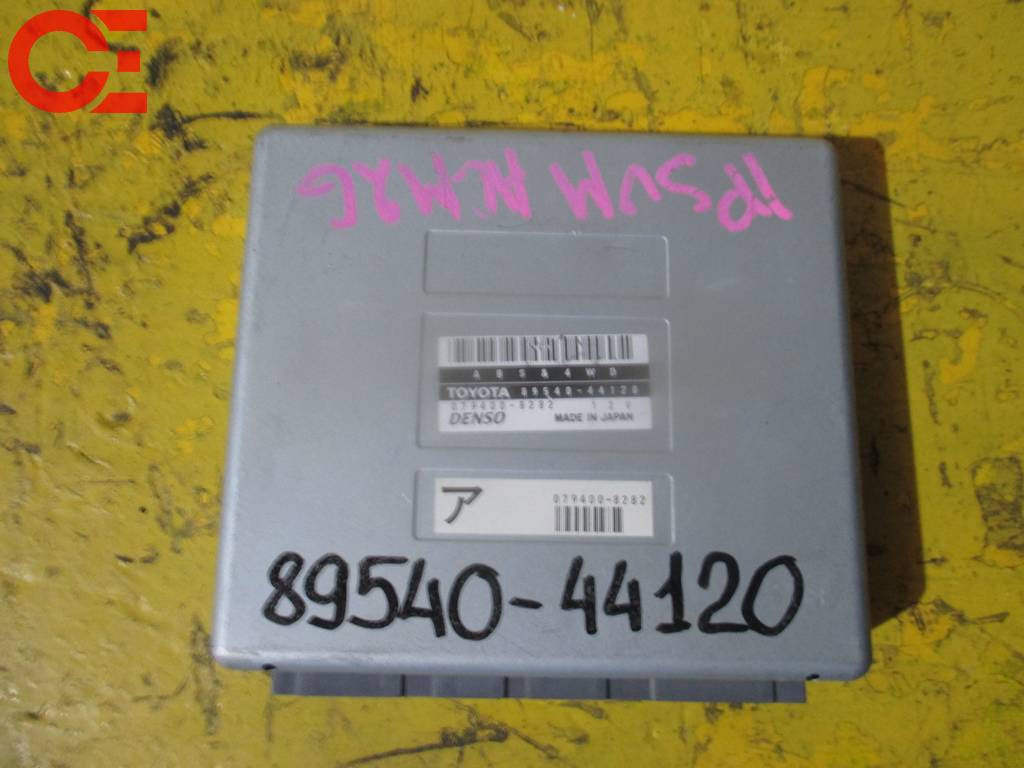 CE
IPSUM ACM26
ABS&4WD
TOYOTA 89540-44120
079400-8282 12V
DENSO MADE IN JAPAN
ア 079400-8282
89540-44120